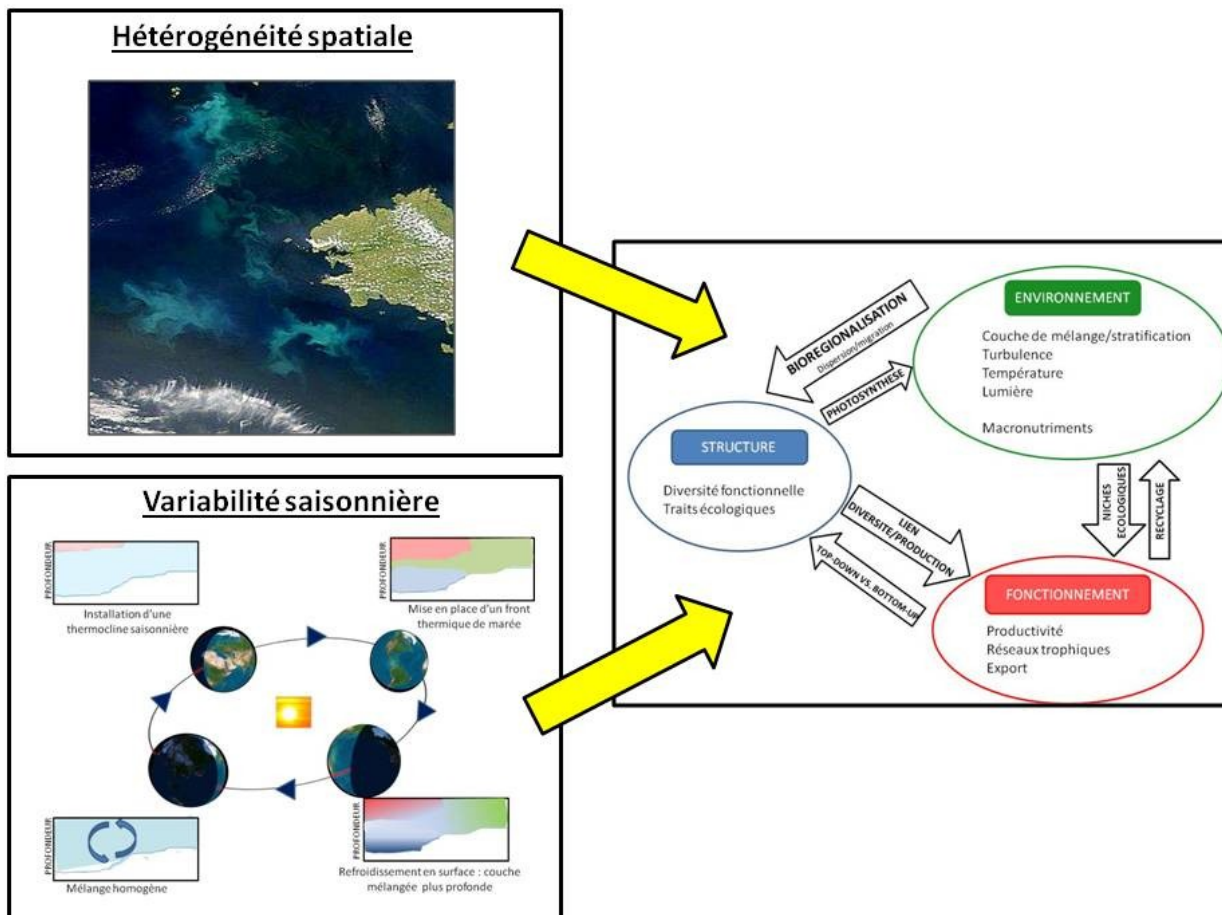 Hétérogénéité spatiale
Variabilité saisonnière
PROFONDEUR
Installation d'une
thermocline saisonnière
PROFONDEUR
Mise en place d'un front
thermique de marée
PROFONDEUR
Mélange homogène
PROFONDEUR
Refroidissement en surface : couche
mélangée plus profonde
BIOREGIONALISATION
Dispersion/migration
PHOTOSYNTHESE
ENVIRONNEMENT
Couche de mélange/stratification
Turbulence
Température
Lumière
Macronutriments
STRUCTURE
Diversité fonctionnelle
Traits écologiques
LIEN
DIVERSITE/PRODUCTION
TOP-DOWN VS. BOTTOM-UP
NICHES
ECOLOGIQUES
RECYCLAGE
FONCTIONNEMENT
Productivité
Réseaux trophiques
Export